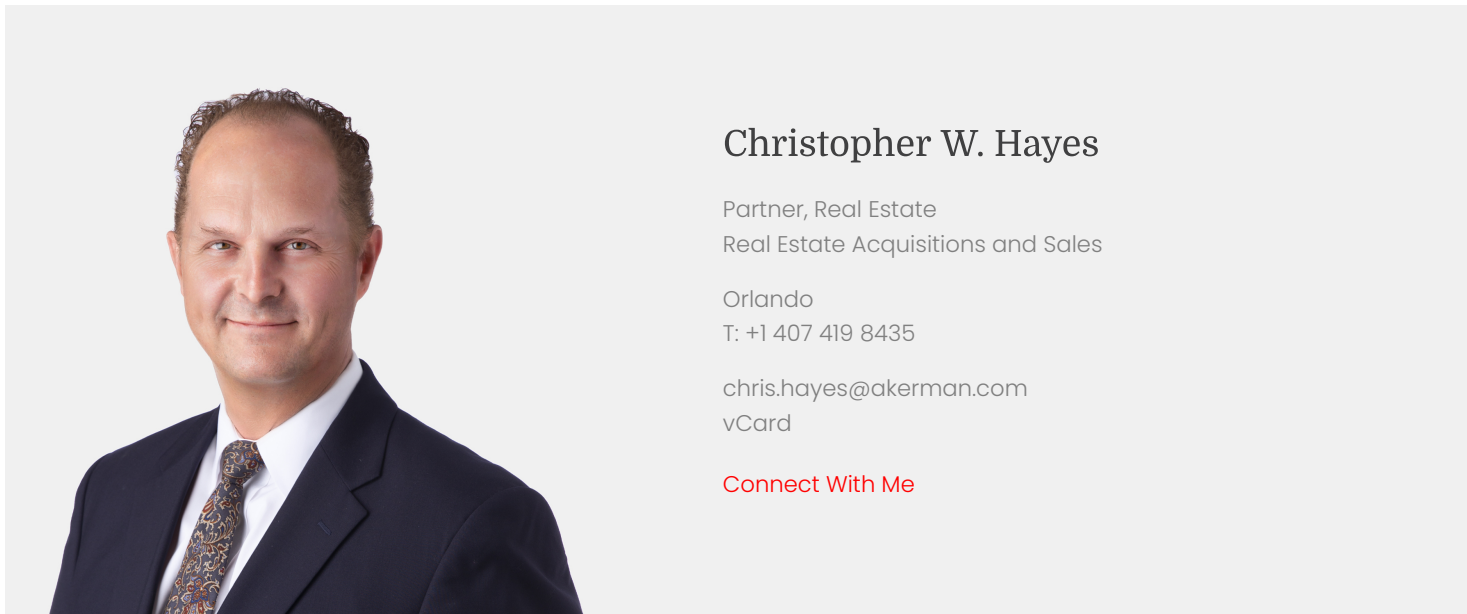 Christopher W. Hayes
Partner, Real Estate
Real Estate Acquisitions and Sales
Orlando
T: +1 407 419 8435
chris.hayes@akerman.com
vCard
Connect With Me